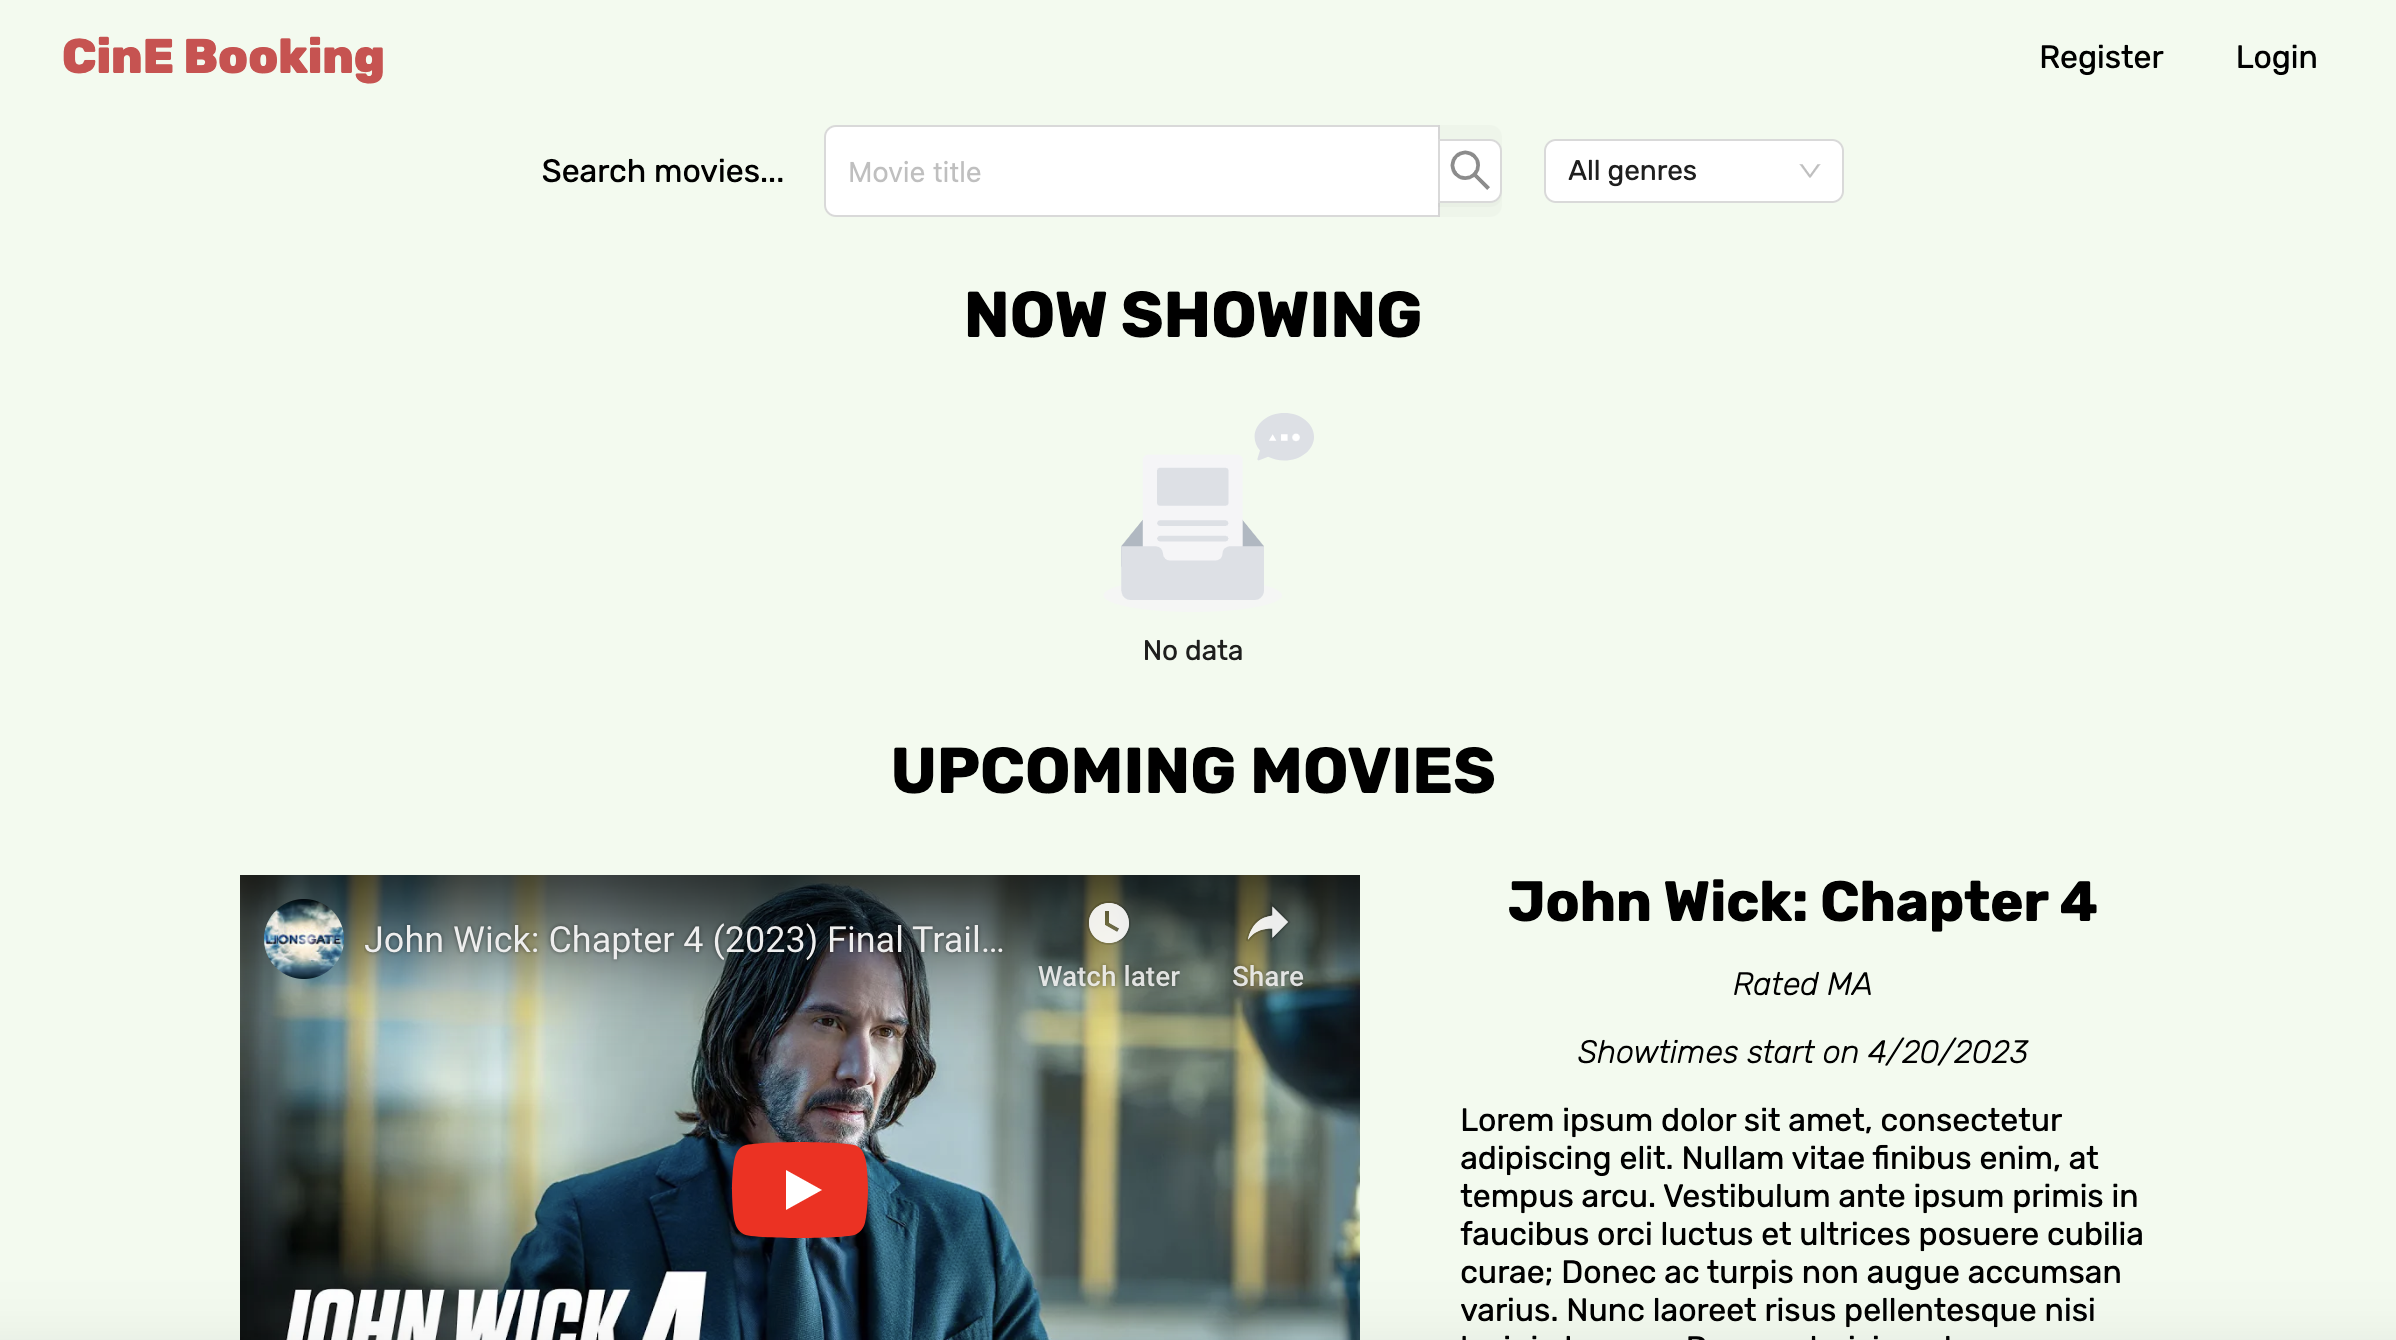 CinE Booking
Register
Login
Search movies...
Movie title
All genres
NOW SHOWING
No data
UPCOMING MOVIES
LIONSGATE
John Wick: Chapter 4 (2023) Final Trail...
Watch later
Share
JOHN WICK 4
John Wick: Chapter 4
Rated MA
Showtimes start on 4/20/2023
Lorem ipsum dolor sit amet, consectetur
adipiscing elit. Nullam vitae finibus enim, at
tempus arcu. Vestibulum ante ipsum primis in
faucibus orci luctus et ultrices posuere cubilia
curae; Donec ac turpis non augue accumsan
varius. Nunc laoreet risus pellentesque nisi